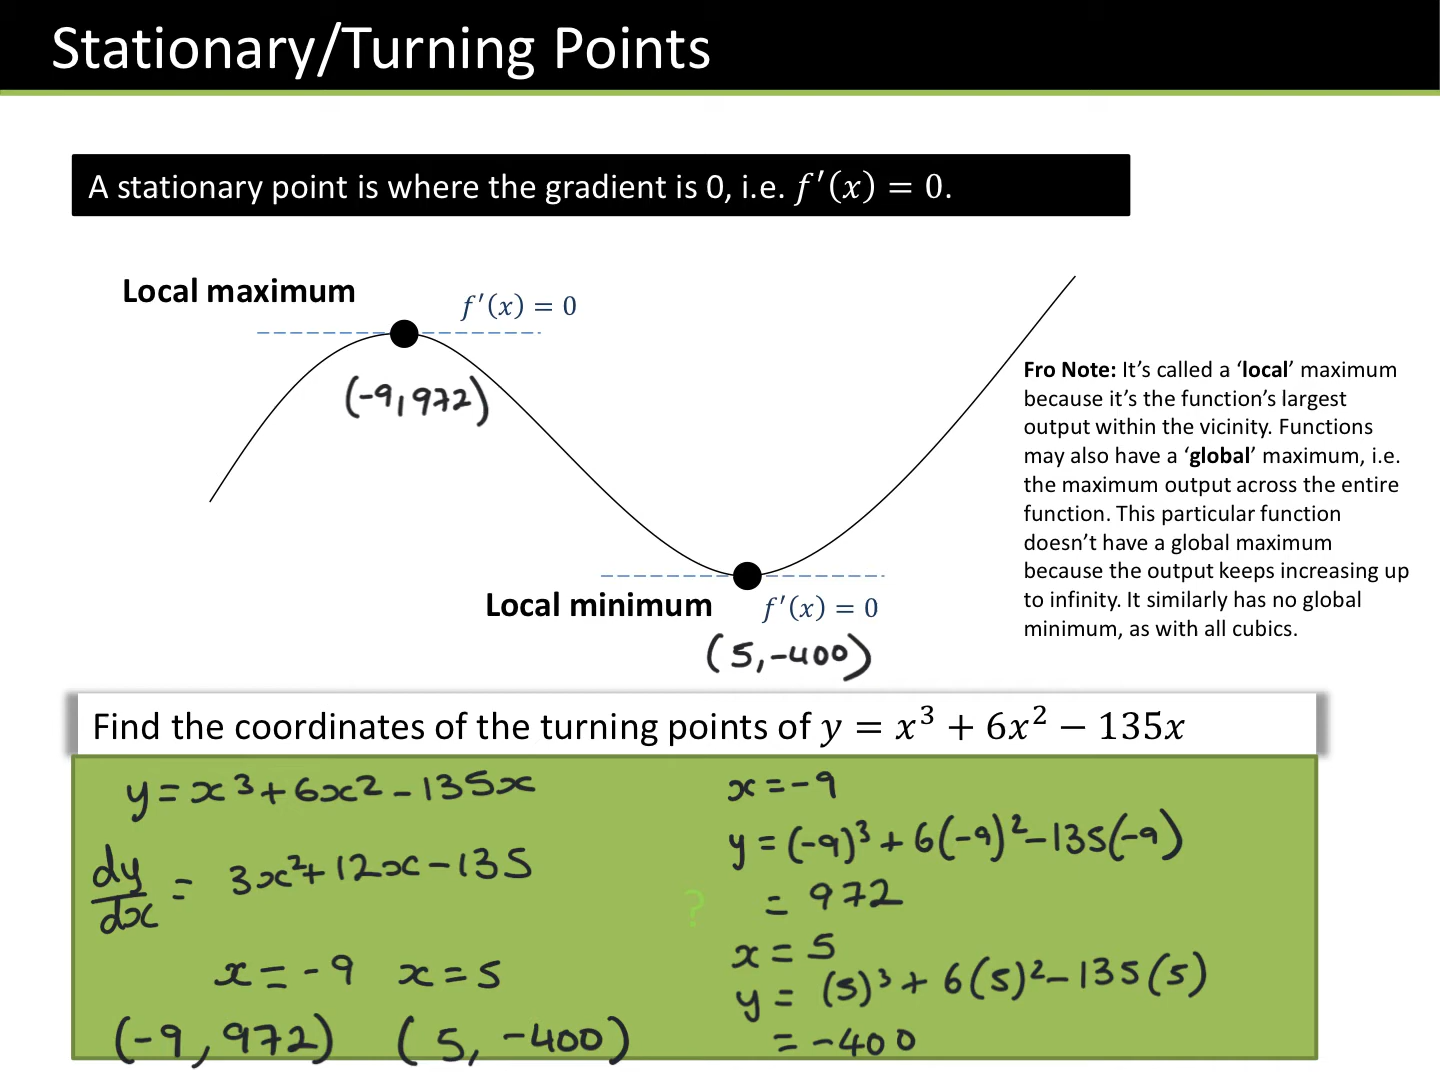 Stationary/Turning Points
A stationary point is where the gradient is 0, i.e. f′(x) = 0.
Local maximum
f′(x) = 0
(-9, 972)
Fro Note: It's called a 'local' maximum
because it's the function's largest
output within the vicinity. Functions
may also have a 'global' maximum, i.e.
the maximum output across the entire
function. This particular function
doesn't have a global maximum
because the output keeps increasing up
to infinity. It similarly has no global
minimum, as with all cubics.
Local minimum
f′(x) = 0
(5, -400)
Find the coordinates of the turning points of y = x³ + 6x² − 135x
y = x³ + 6x² - 135x
dy/dx = 3x² + 12x - 135
x = -9 x = 5
(-9, 972) (5, -400)
?
x = -9
y = (-9)³ + 6(-9)² - 135(-9)
= 972
x = 5
y = (5)³ + 6(5)² - 135(5)
= -400